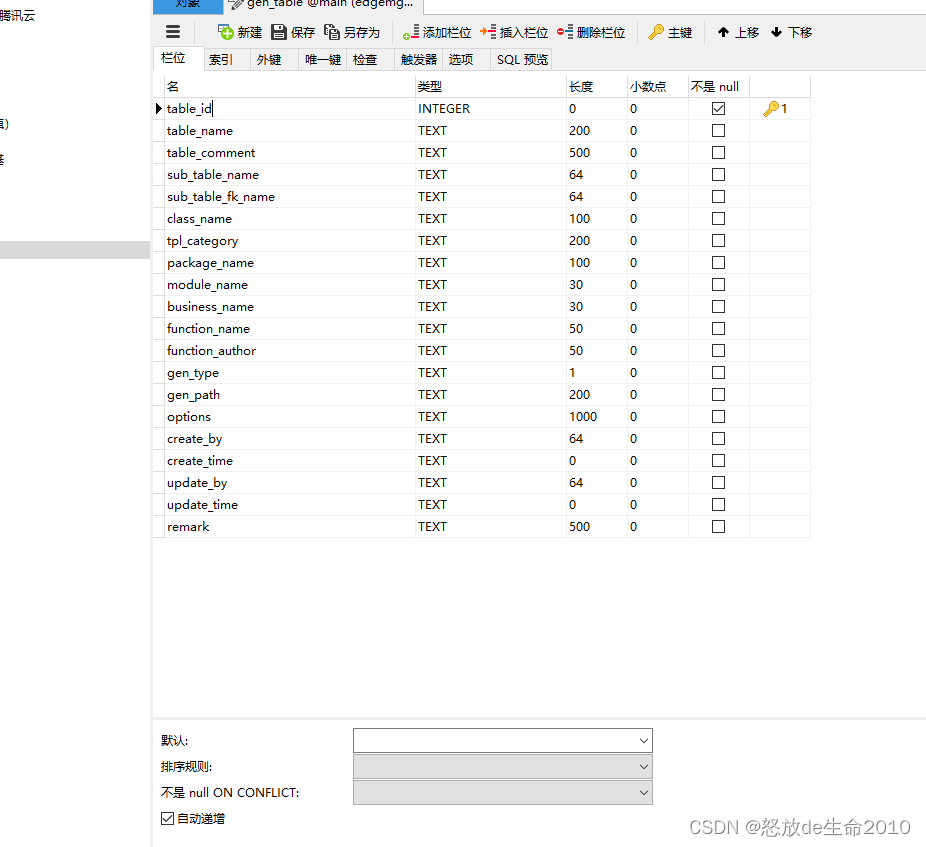 腾讯云
对象 gen_table @main (edgemg...
新建 保存 另存为 添加栏位 插入栏位 删除栏位 主键 上移 下移
栏位 索引 外键 唯一键 检查 触发器 选项 SQL 预览
名 类型 长度 小数点 不是 null
table_id INTEGER 0 0 1
table_name TEXT 200 0
table_comment TEXT 500 0
sub_table_name TEXT 64 0
sub_table_fk_name TEXT 64 0
class_name TEXT 100 0
tpl_category TEXT 200 0
package_name TEXT 100 0
module_name TEXT 30 0
business_name TEXT 30 0
function_name TEXT 50 0
function_author TEXT 50 0
gen_type TEXT 1 0
gen_path TEXT 200 0
options TEXT 1000 0
create_by TEXT 64 0
create_time TEXT 0 0
update_by TEXT 64 0
update_time TEXT 0 0
remark TEXT 500 0
默认:
排序规则:
不是 null ON CONFLICT:
自动递增
CSDN @怒放de生命2010